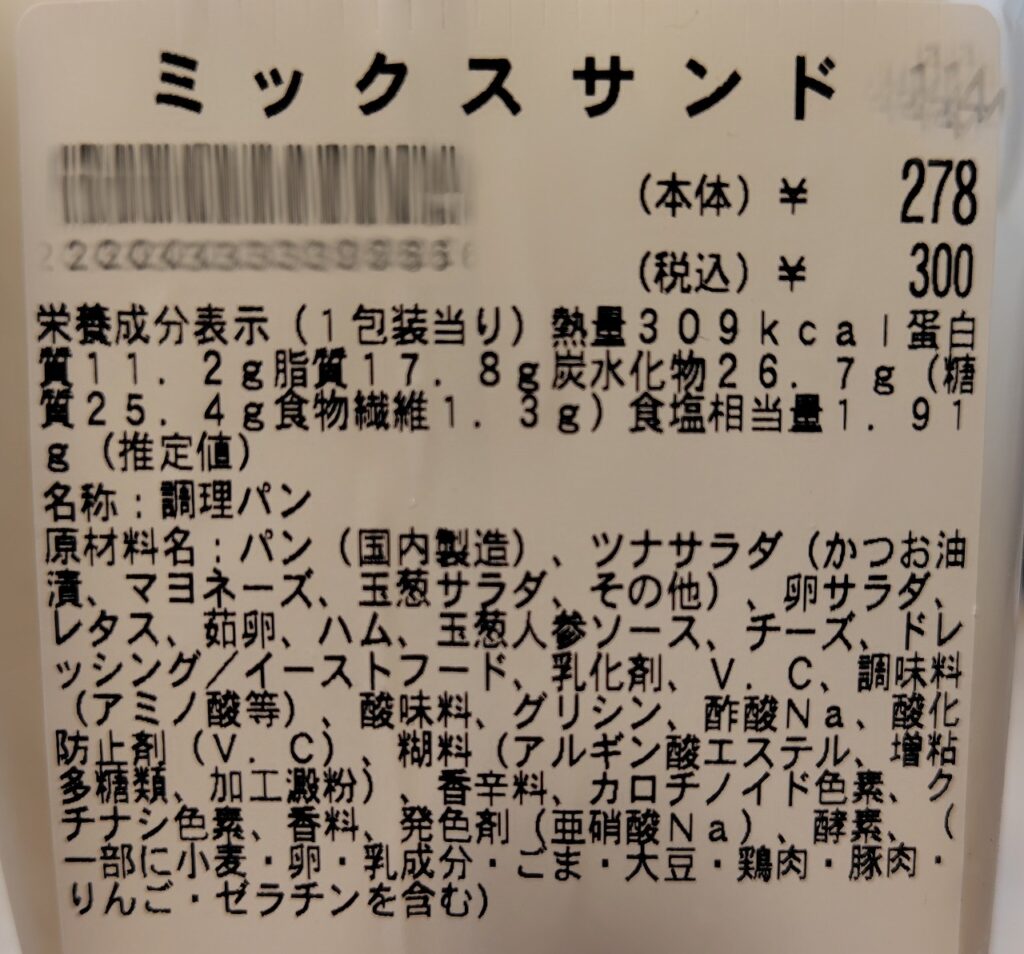 ミックスサンド
(本体)¥ 278
(税込)¥ 300
栄養成分表示(1包装当り)熱量309kcal蛋白
質11.2g脂質17.8g炭水化物26.7g(糖
質25.4g食物繊維1.3g)食塩相当量1.91
g(推定値)
名称:調理パン
原材料名:パン(国内製造)、ツナサラダ(かつお油
漬、マヨネーズ、玉葱サラダ、その他)、卵サラダ、
レタス、茹卵、ハム、玉葱人参ソース、チーズ、ドレ
ッシング/イーストフード、乳化剤、V.C、調味料
(アミノ酸等)、酸味料、グリシン、酢酸Na、酸化
防止剤(V.C)、糊料(アルギン酸エステル、増粘
多糖類、加工澱粉)、香辛料、カロチノイド色素、ク
チナシ色素、香料、発色剤(亜硝酸Na)、酵素、(
一部に小麦・卵・乳成分・ごま・大豆・鶏肉・豚肉・
りんご・ゼラチンを含む)